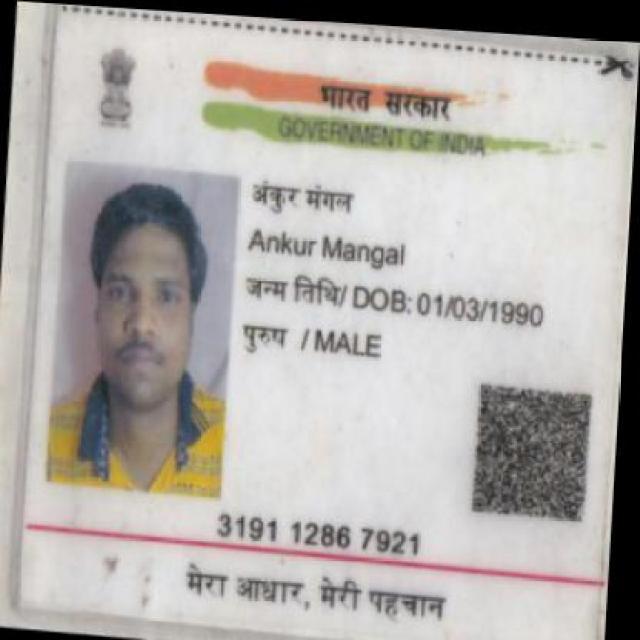 भारत सरकार
GOVERNMENT OF INDIA
अंकुर मंगल
Ankur Mangal
जन्म तिथि/ DOB: 01/03/1990
पुरुष / MALE
3191 1286 7921
मेरा आधार, मेरी पहचान